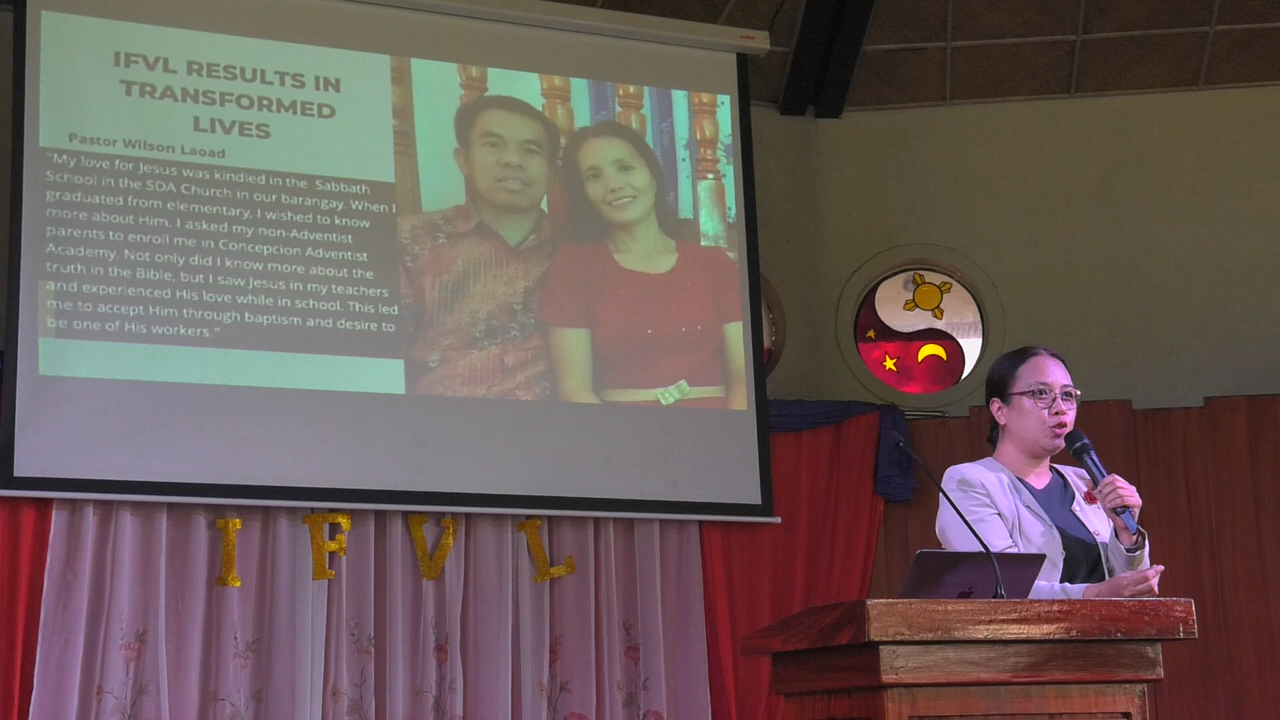 IFVL RESULTS IN
TRANSFORMED
LIVES
Pastor Wilson Laoad
"My love for Jesus was kindled in the Sabbath
School in the SDA Church in our barangay. When I
graduated from elementary, I wished to know
more about Him. I asked my non-Adventist
parents to enroll me in Concepcion Adventist
Academy. Not only did I know more about the
truth in the Bible, but I saw Jesus in my teachers
and experienced His love while in school. This led
me to accept Him through baptism and desire to
be one of His workers."
I F V L